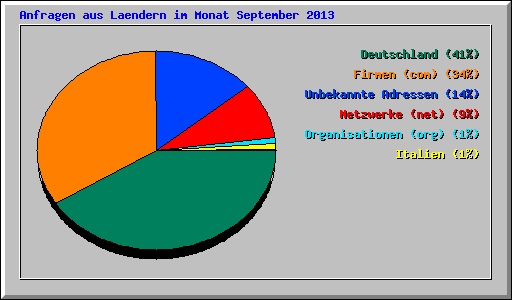 Anfragen aus Laendern im Monat September 2013
Deutschland (41%)
Firmen (com) (34%)
Unbekannte Adressen (14%)
Netzwerke (net) (9%)
Organisationen (org) (1%)
Italien (1%)